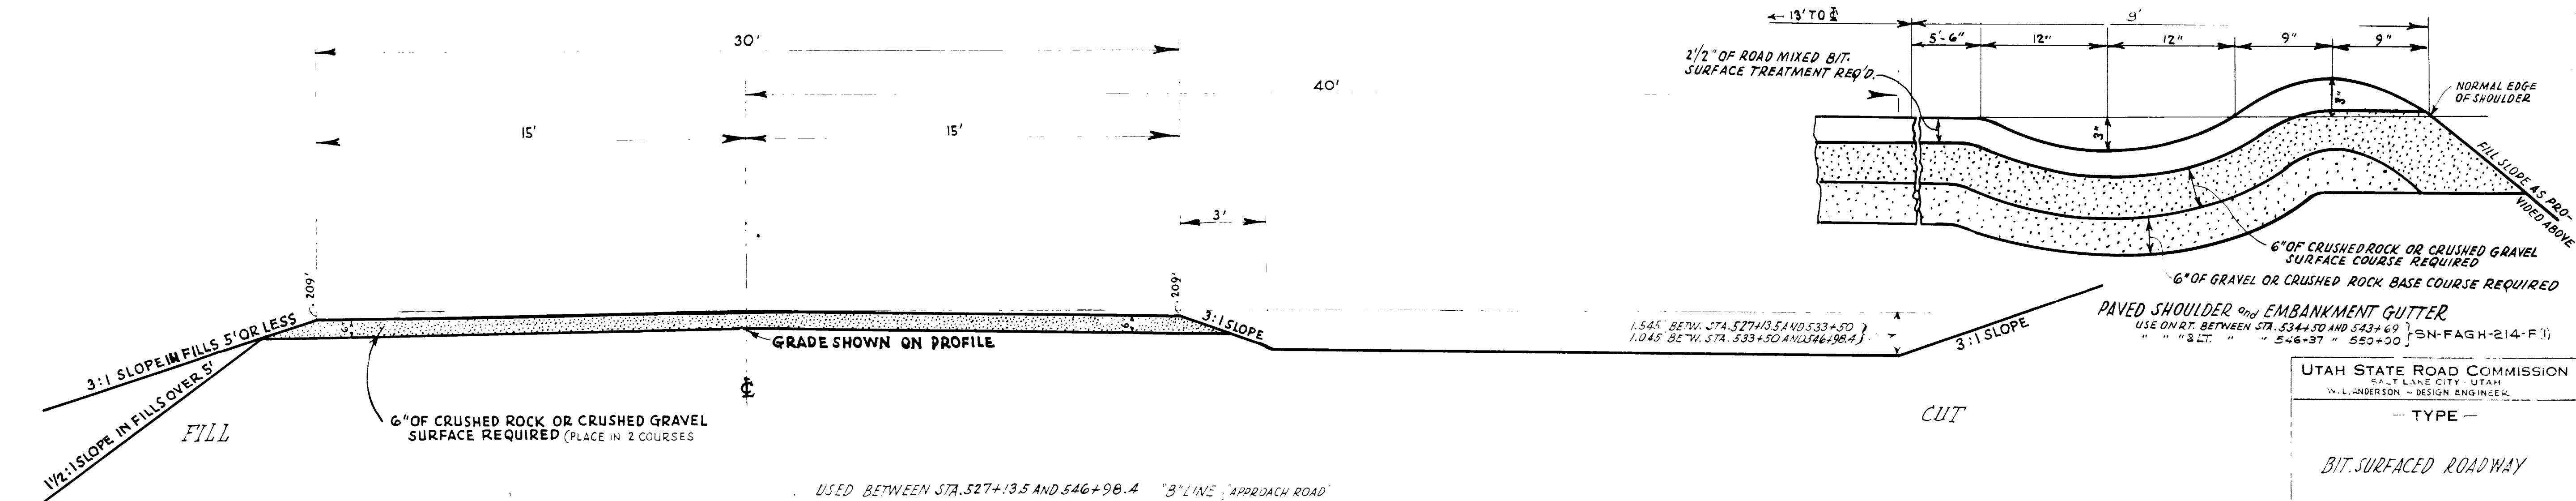 30'
40'
15'
15'
3'
.209'
.209'
6"
6"
3:1 SLOPE IN FILLS 5' OR LESS
1½:1 SLOPE IN FILLS OVER 5'
FILL
6" OF CRUSHED ROCK OR CRUSHED GRAVEL
SURFACE REQUIRED (PLACE IN 2 COURSES
GRADE SHOWN ON PROFILE
℄
3:1 SLOPE
1.545' BETW. STA. 527+13.5 AND 533+50
1.045 BETW. STA. 533+50 AND 546+98.4
3:1 SLOPE
CUT
USED BETWEEN STA. 527+13.5 AND 546+98.4 "B" LINE (APPROACH ROAD
13' TO ℄
9'
5'-6"
12"
12"
9"
9"
2½" OF ROAD MIXED BIT.
SURFACE TREATMENT REQ'D.
3"
3"
NORMAL EDGE
OF SHOULDER
FILL SLOPE AS PRO-
VIDED ABOVE
6" OF CRUSHED ROCK OR CRUSHED GRAVEL
SURFACE COURSE REQUIRED
6" OF GRAVEL OR CRUSHED ROCK BASE COURSE REQUIRED
PAVED SHOULDER and EMBANKMENT GUTTER
USE ON RT. BETWEEN STA. 534+50 AND 543+69
" " " & LT. " " 546+37 " 550+00
SN-FAGH-214-F(1)
UTAH STATE ROAD COMMISSION
SALT LAKE CITY - UTAH
W. L. ANDERSON ~ DESIGN ENGINEER
— TYPE —
BIT. SURFACED ROADWAY